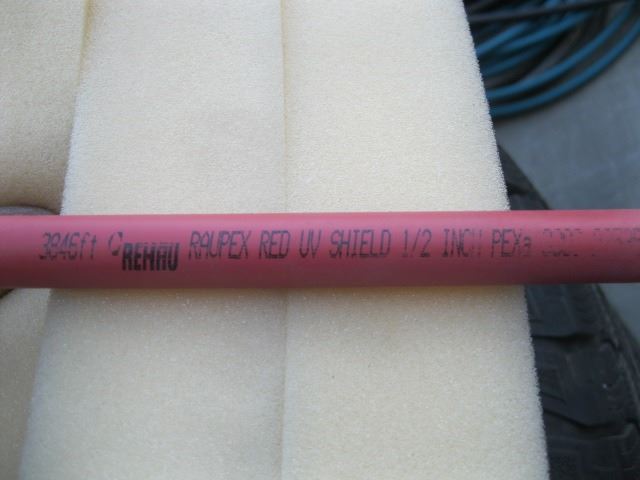 3846ft REHAU RAUPEX RED UV SHIELD 1/2 INCH PEXa